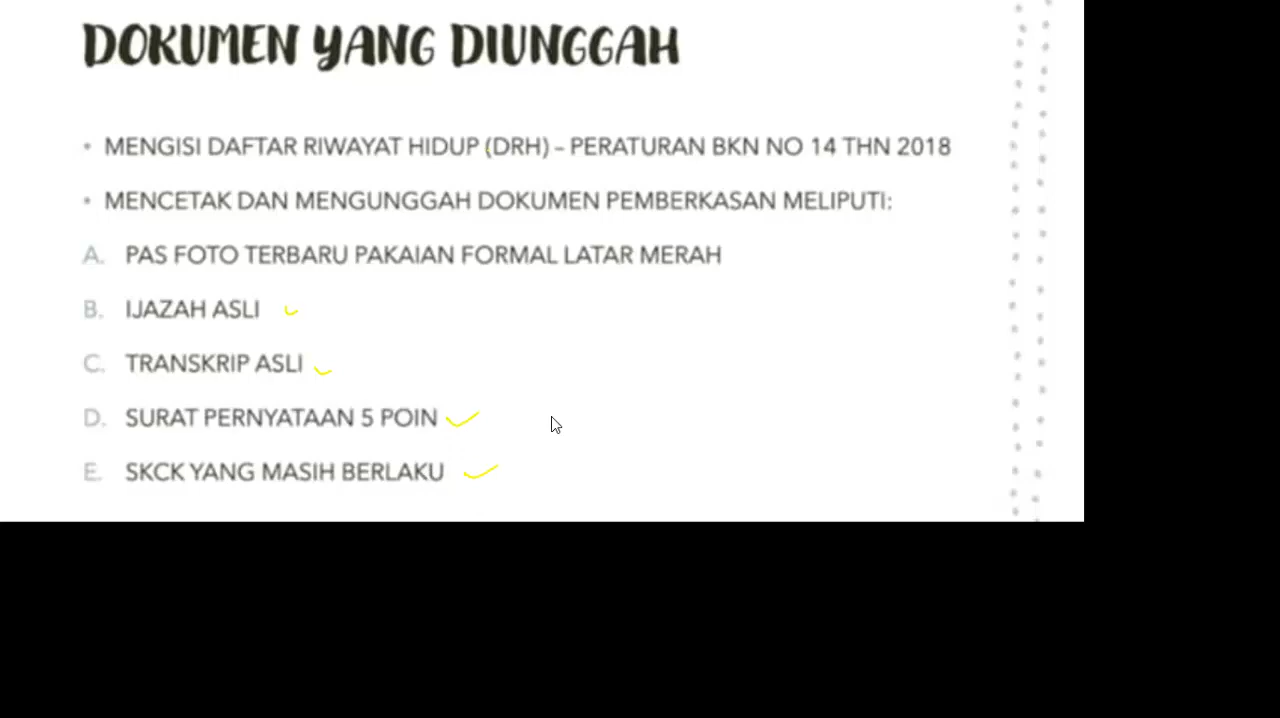 DOKUMEN YANG DIUNGGAH
• MENGISI DAFTAR RIWAYAT HIDUP (DRH) – PERATURAN BKN NO 14 THN 2018
• MENCETAK DAN MENGUNGGAH DOKUMEN PEMBERKASAN MELIPUTI:
A. PAS FOTO TERBARU PAKAIAN FORMAL LATAR MERAH
B. IJAZAH ASLI
C. TRANSKRIP ASLI
D. SURAT PERNYATAAN 5 POIN
E. SKCK YANG MASIH BERLAKU